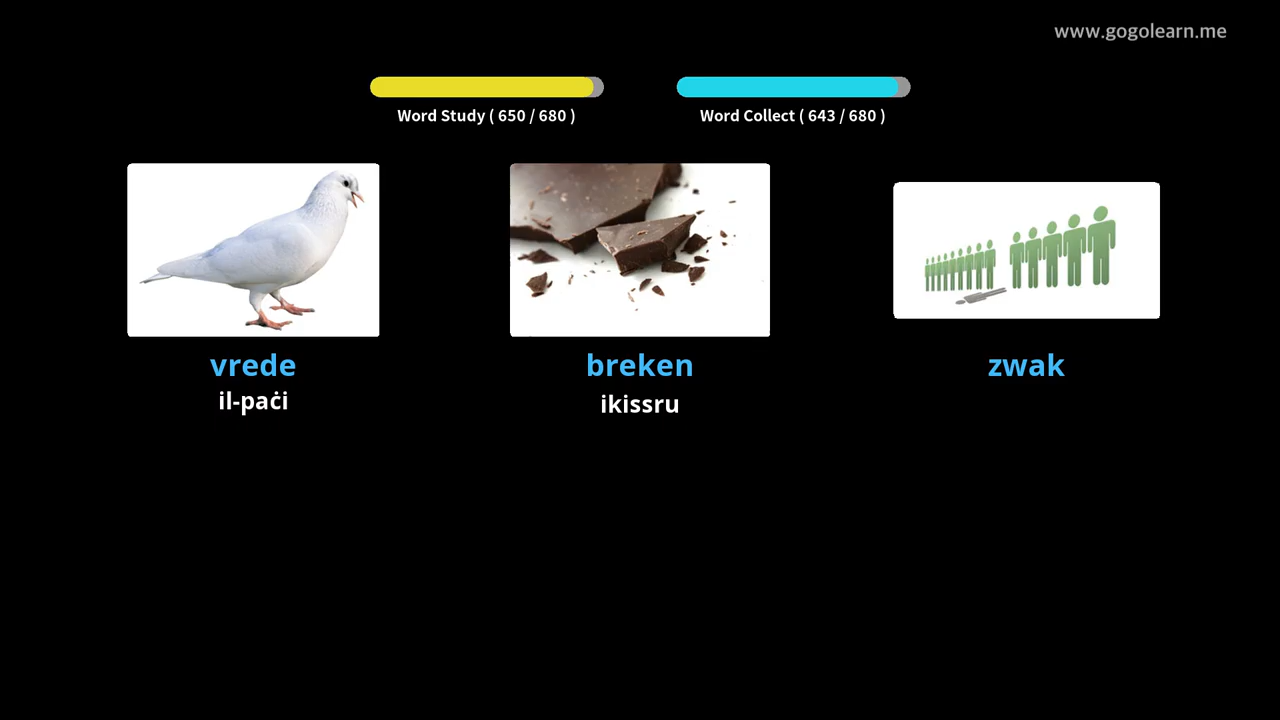 www.gogolearn.me
Word Study ( 650 / 680 )
Word Collect ( 643 / 680 )
vrede
il-paċi
breken
ikissru
zwak